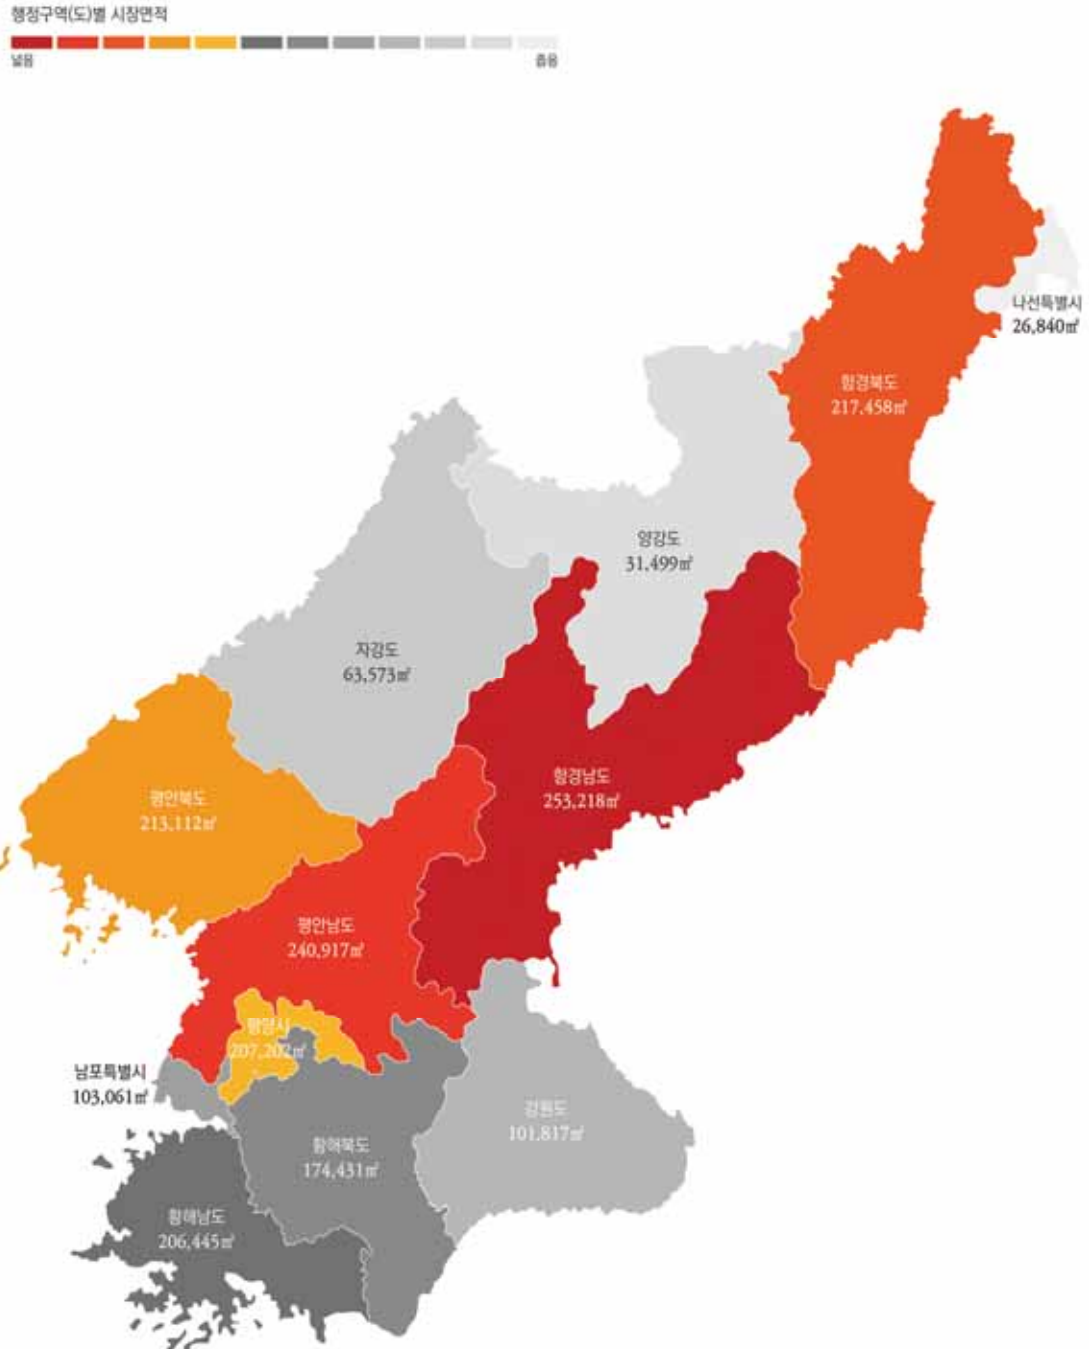 행정구역(도)별 시장면적
넓음
좁음
나선특별시
26,840㎡
함경북도
217,458㎡
양강도
31,499㎡
자강도
63,573㎡
함경남도
253,218㎡
평안북도
213,112㎡
평안남도
240,917㎡
평양시
207,202㎡
남포특별시
103,061㎡
강원도
101,817㎡
황해북도
174,431㎡
황해남도
206,445㎡